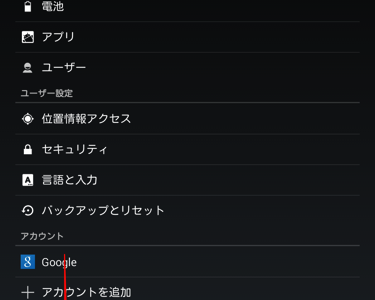 電池
アプリ
ユーザー
ユーザー設定
位置情報アクセス
セキュリティ
言語と入力
バックアップとリセット
アカウント
Google
アカウントを追加